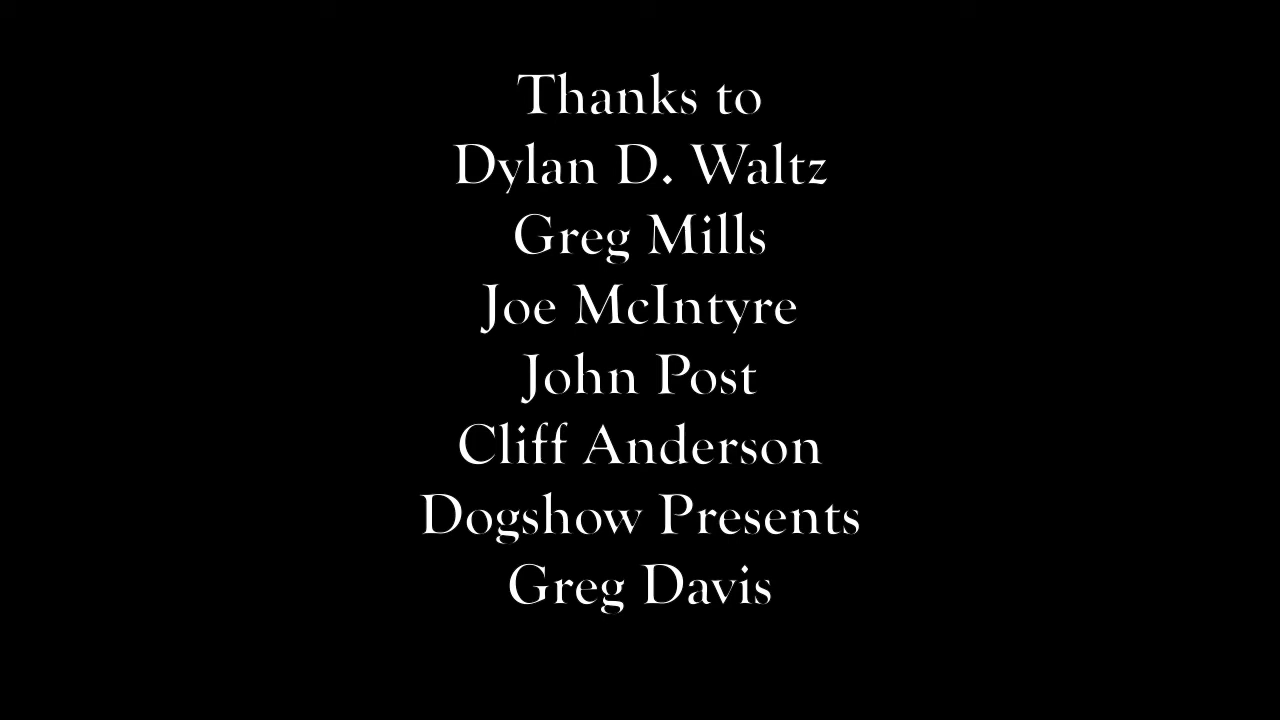 Thanks to
Dylan D. Waltz
Greg Mills
Joe McIntyre
John Post
Cliff Anderson
Dogshow Presents
Greg Davis